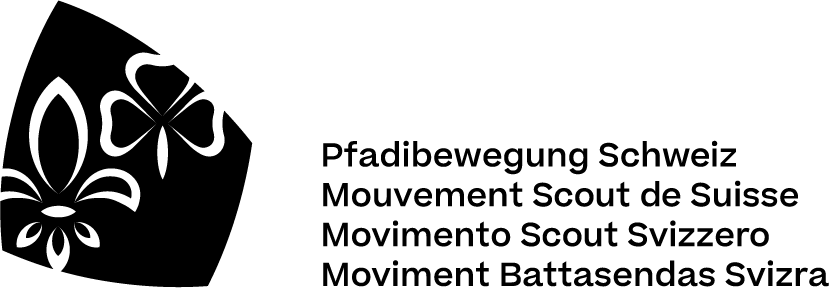 Pfadibewegung Schweiz
Mouvement Scout de Suisse
Movimento Scout Svizzero
Moviment Battasendas Svizra